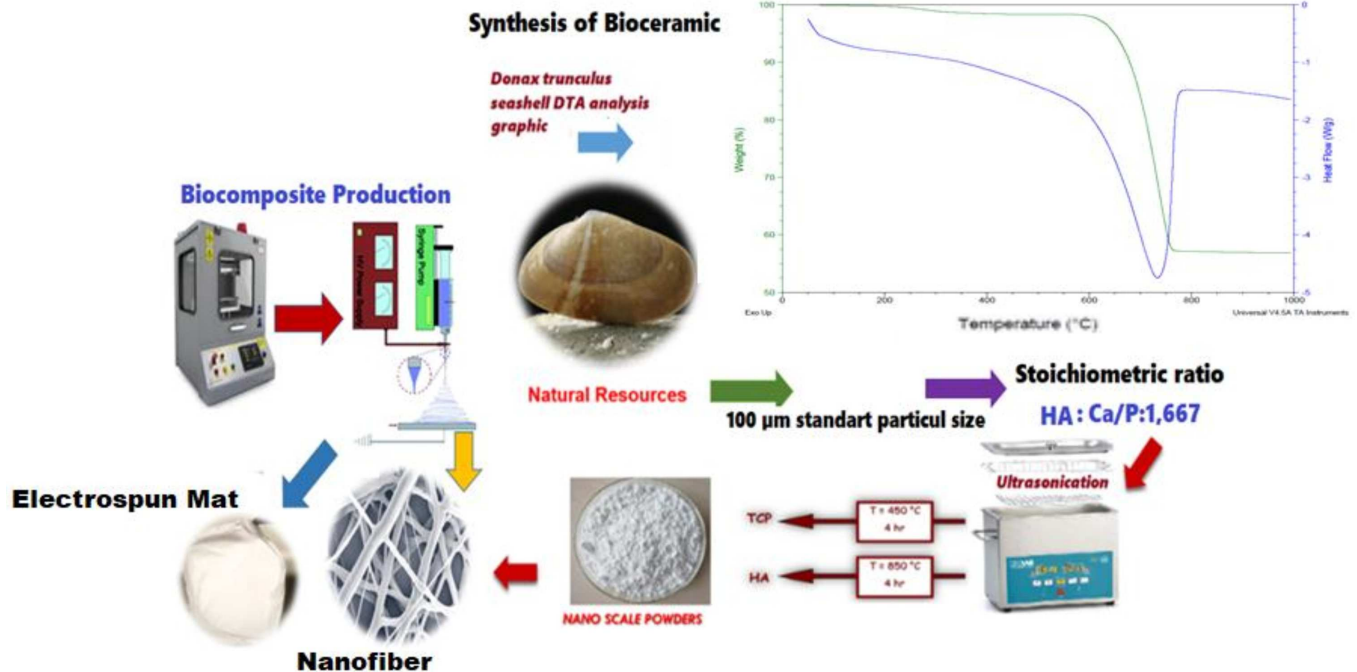 Synthesis of Bioceramic
Donax trunculus
seashell DTA analysis
graphic
100
90
80
70
60
50
Weight (%)
0
-1
-2
-3
-4
-5
Heat Flow (W/g)
0
200
400
600
800
1000
Exo Up
Temperature (°C)
Universal V4.5A TA Instruments
Biocomposite Production
HV Power Supply
Syringe Pump
Natural Resources
100 µm standart particul size
Stoichiometric ratio
HA : Ca/P:1,667
Ultrasonication
TCP
T = 450 °C
4 hr
HA
T = 850 °C
4 hr
NANO SCALE POWDERS
Electrospun Mat
Nanofiber